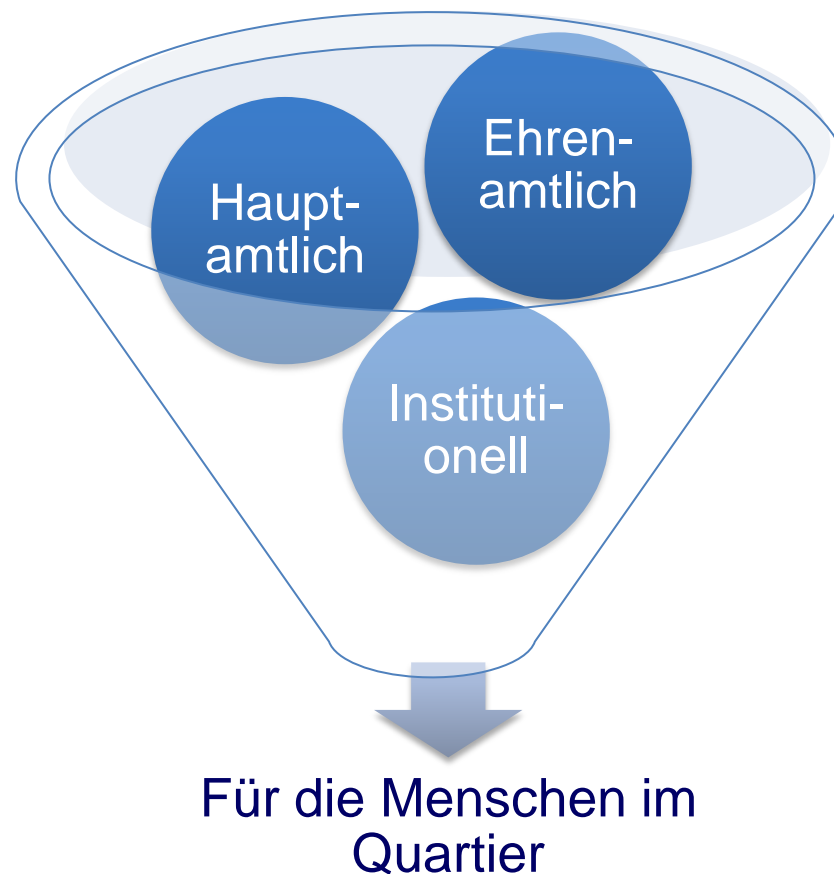 Ehren-
amtlich
Haupt-
amtlich
Instituti-
onell
Für die Menschen im
Quartier